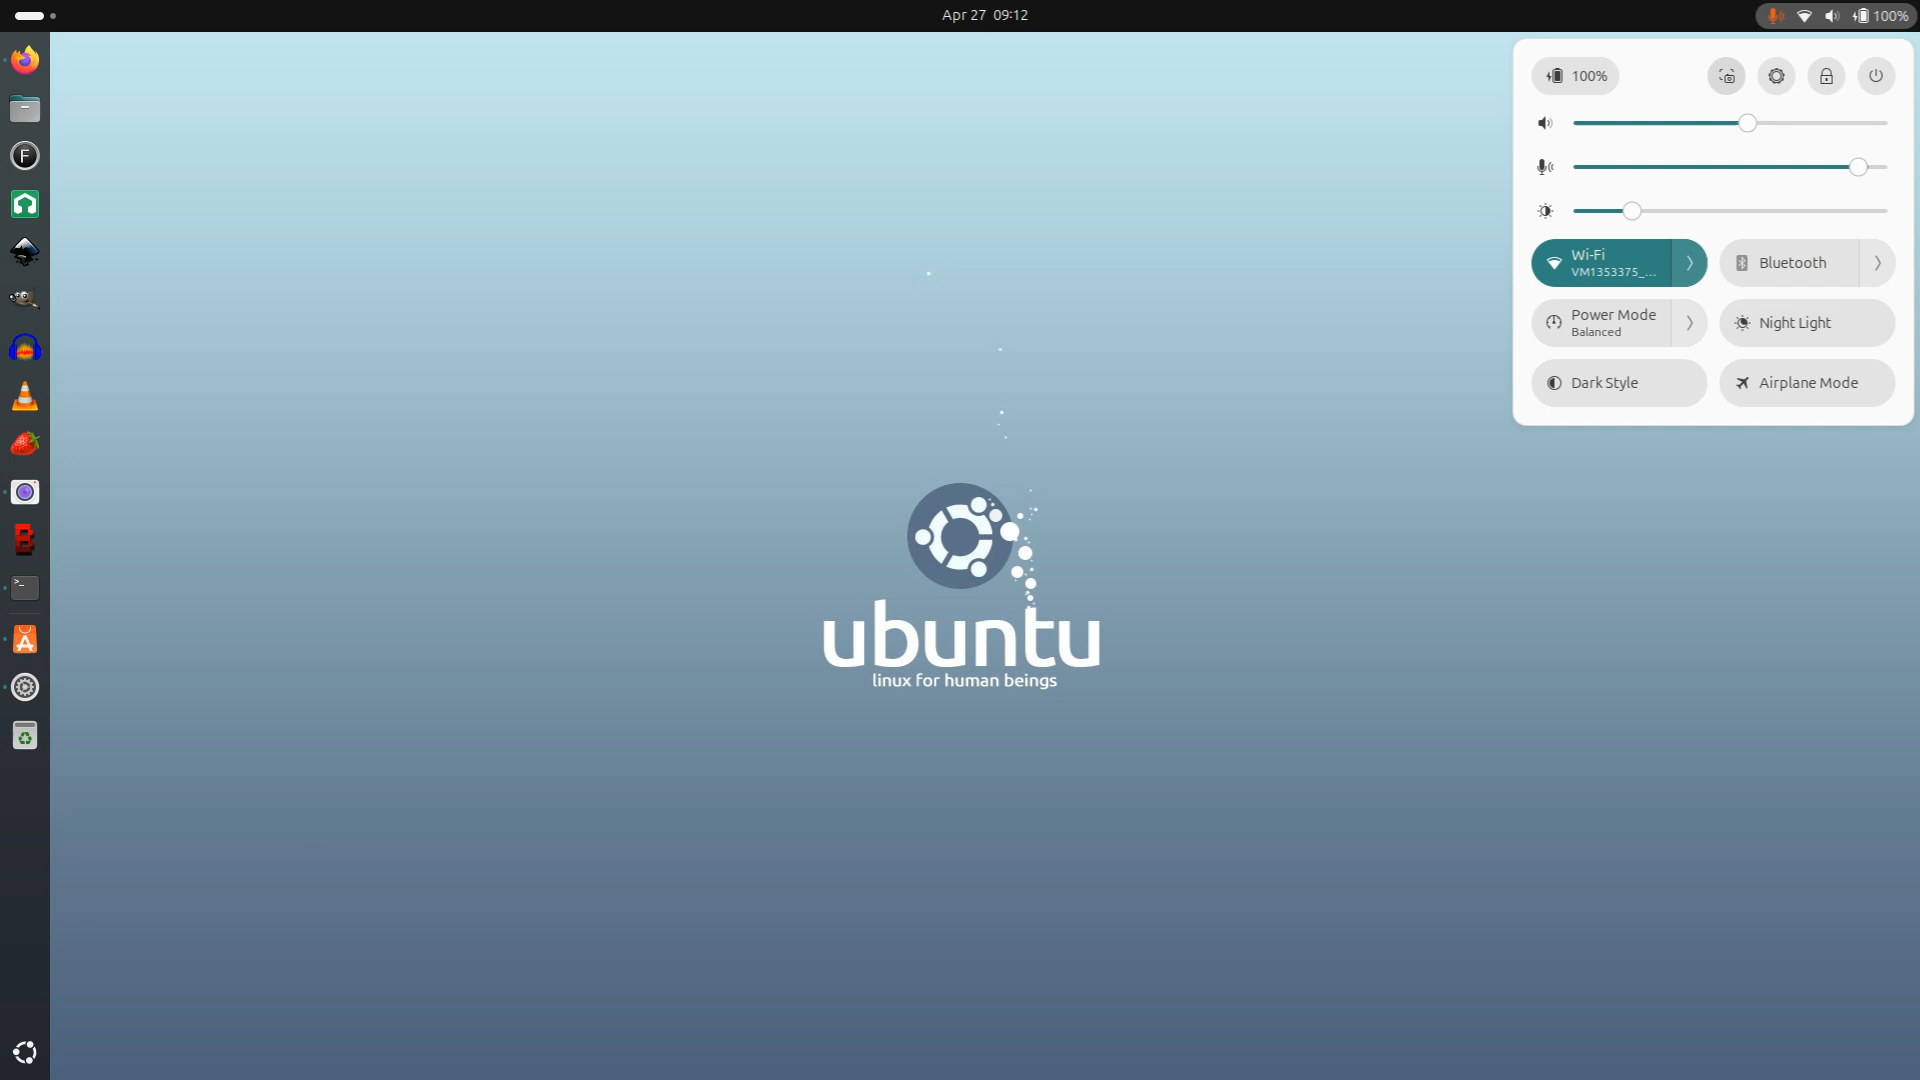 Apr 27 09:12
100%
100%
Wi-Fi
VM1353375_...
Bluetooth
Power Mode
Balanced
Night Light
Dark Style
Airplane Mode
F
B
>_
A
ubuntu
linux for human beings